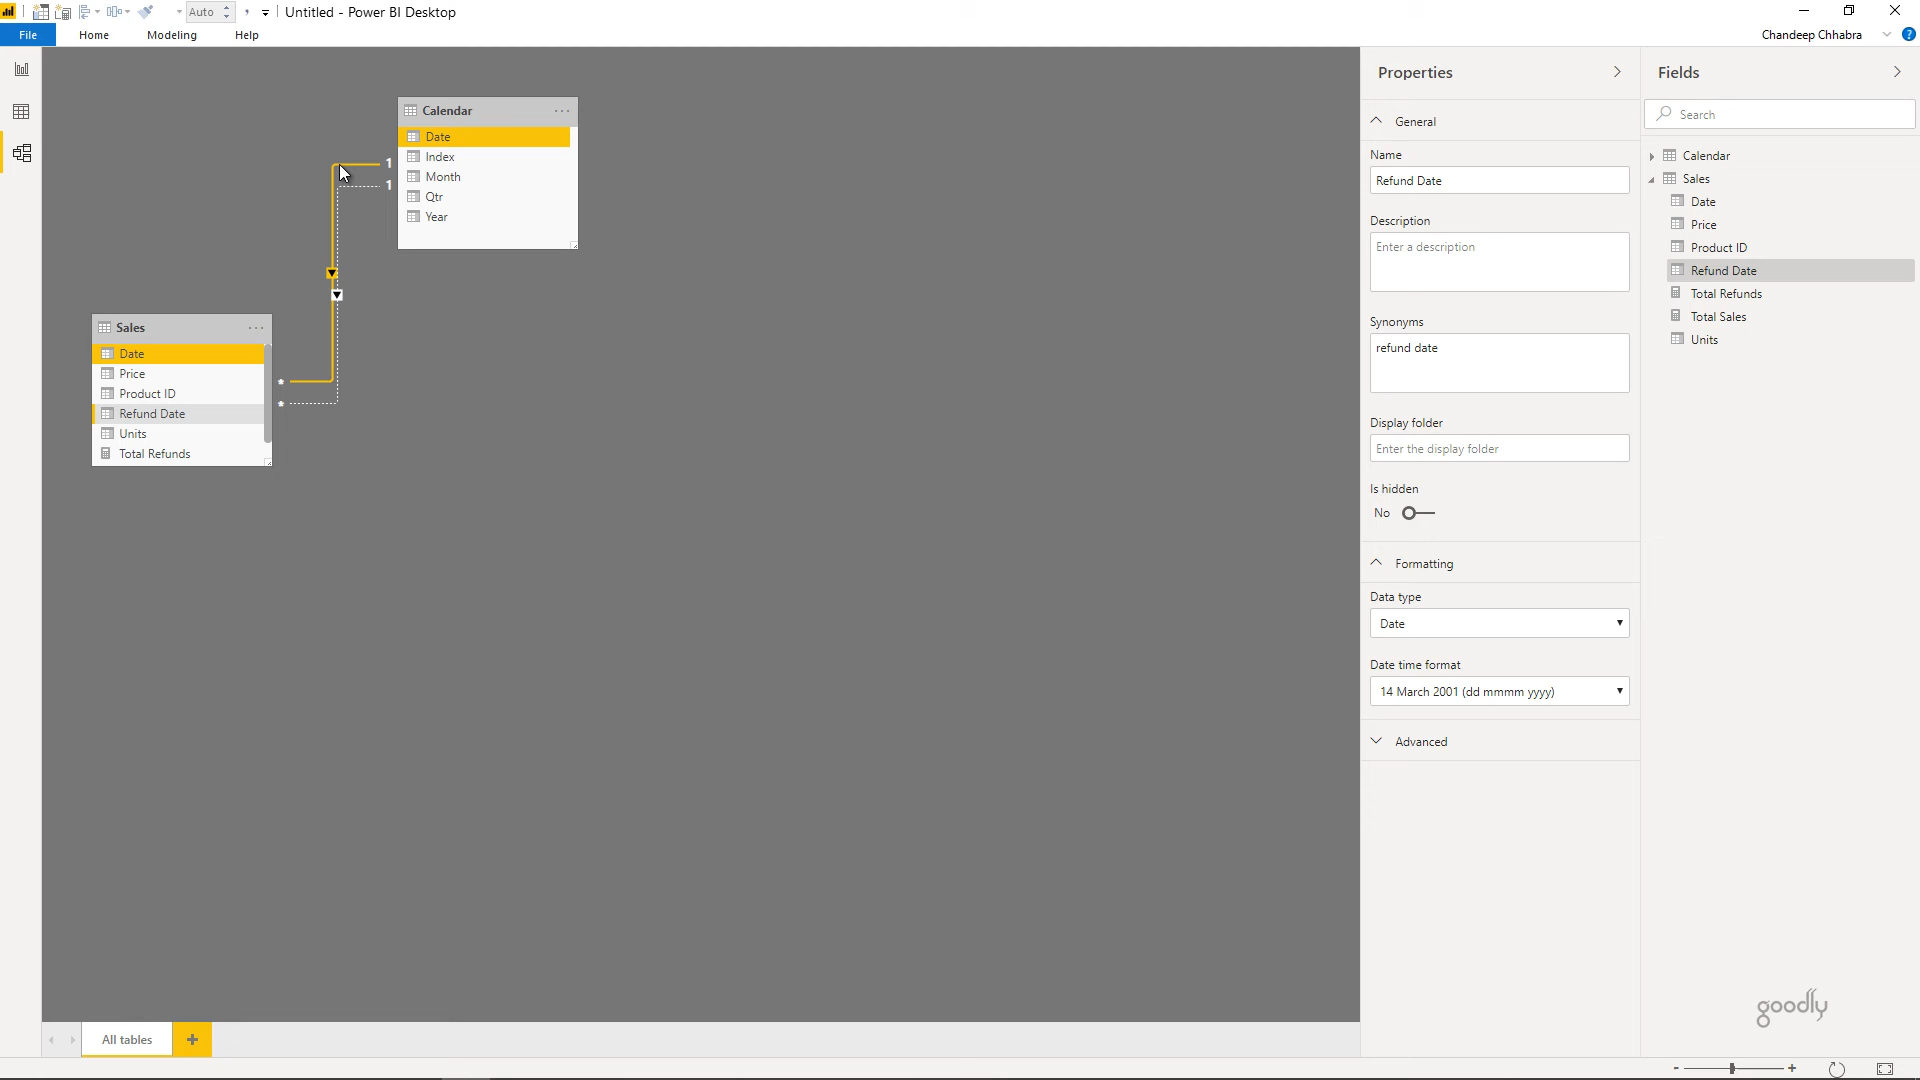 Auto
Untitled - Power BI Desktop
File
Home
Modeling
Help
Chandeep Chhabra
?
Calendar
Date
Index
Month
Qtr
Year
1
1
Sales
Date
Price
Product ID
Refund Date
Units
Total Refunds
*
*
Properties
General
Name
Refund Date
Description
Enter a description
Synonyms
refund date
Display folder
Enter the display folder
Is hidden
No
Formatting
Data type
Date
Date time format
14 March 2001 (dd mmmm yyyy)
Advanced
Fields
Search
Calendar
Sales
Date
Price
Product ID
Refund Date
Total Refunds
Total Sales
Units
goodly
All tables
+
- +